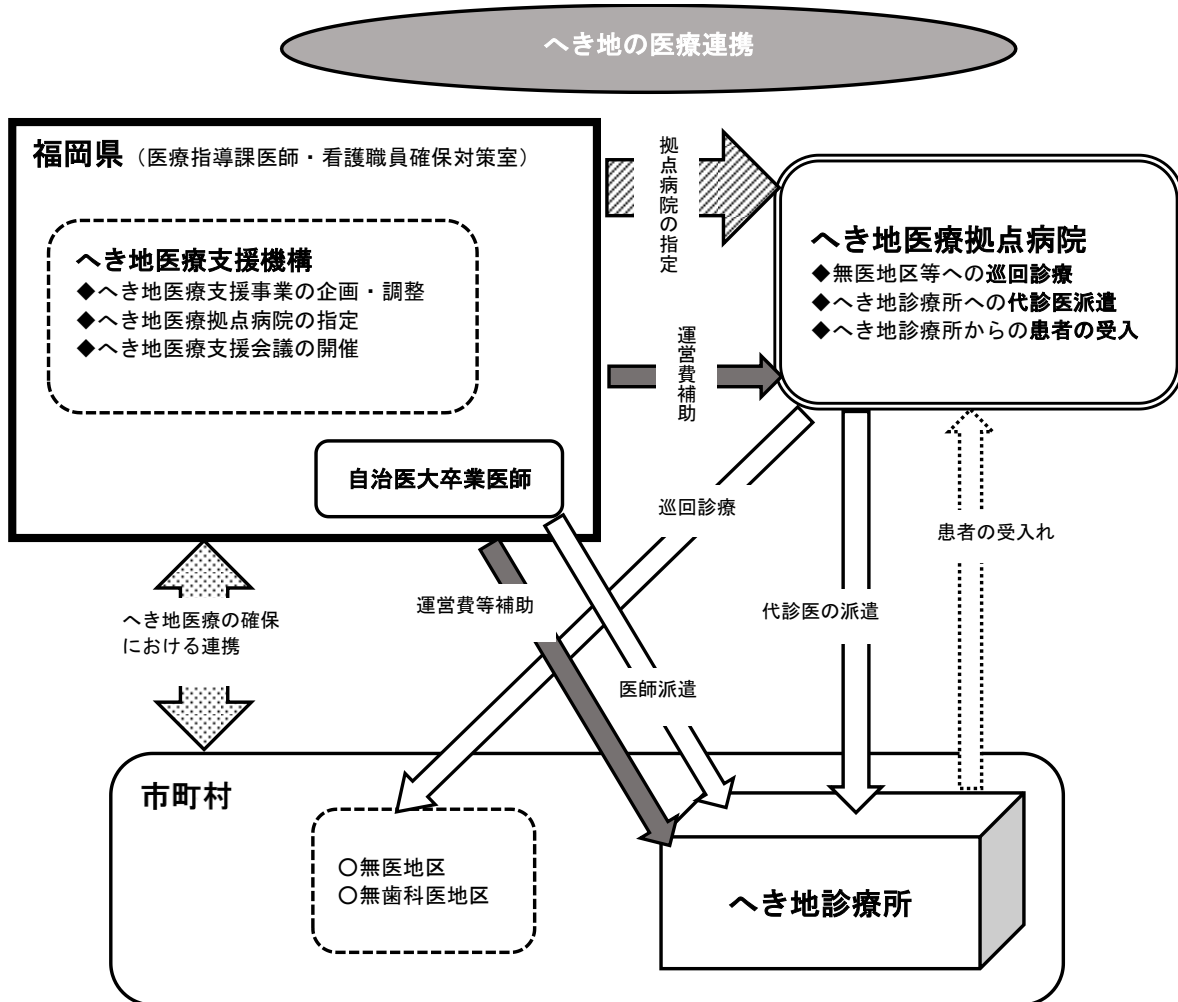 へき地の医療連携
福岡県（医療指導課医師・看護職員確保対策室）
へき地医療支援機構
◆へき地医療支援事業の企画・調整
◆へき地医療拠点病院の指定
◆へき地医療支援会議の開催
自治医大卒業医師
拠点病院の指定
運営費補助
へき地医療拠点病院
◆無医地区等への巡回診療
◆へき地診療所への代診医派遣
◆へき地診療所からの患者の受入
巡回診療
患者の受入れ
へき地医療の確保
における連携
運営費等補助
代診医の派遣
医師派遣
市町村
〇無医地区
〇無歯科医地区
へき地診療所